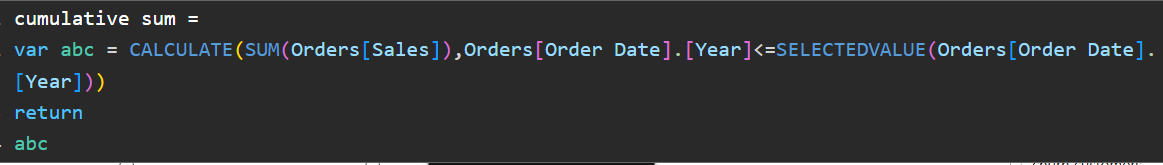 cumulative sum =
var abc = CALCULATE(SUM(Orders[Sales]),Orders[Order Date].[Year]<=SELECTEDVALUE(Orders[Order Date].
[Year]))
return
abc